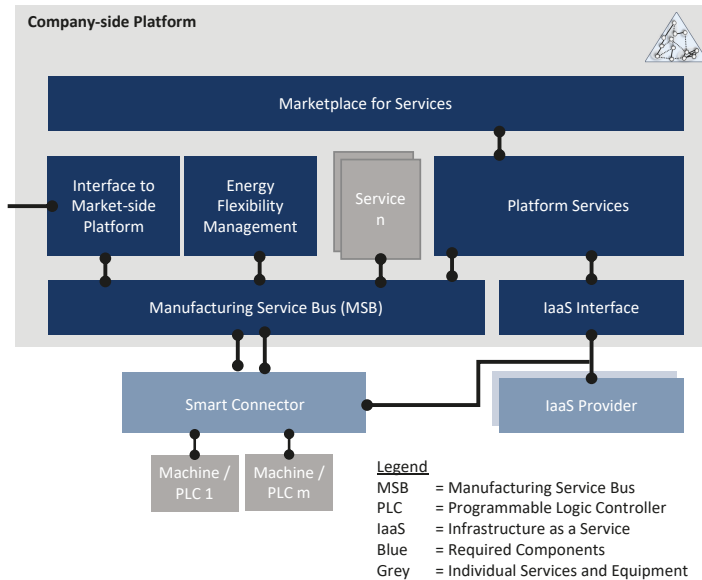 Company-side Platform
Marketplace for Services
Interface to
Market-side
Platform
Energy
Flexibility
Management
Service
n
Platform Services
Manufacturing Service Bus (MSB)
IaaS Interface
Smart Connector
IaaS Provider
Machine /
PLC 1
Machine /
PLC m
Legend
MSB = Manufacturing Service Bus
PLC = Programmable Logic Controller
IaaS = Infrastructure as a Service
Blue = Required Components
Grey = Individual Services and Equipment